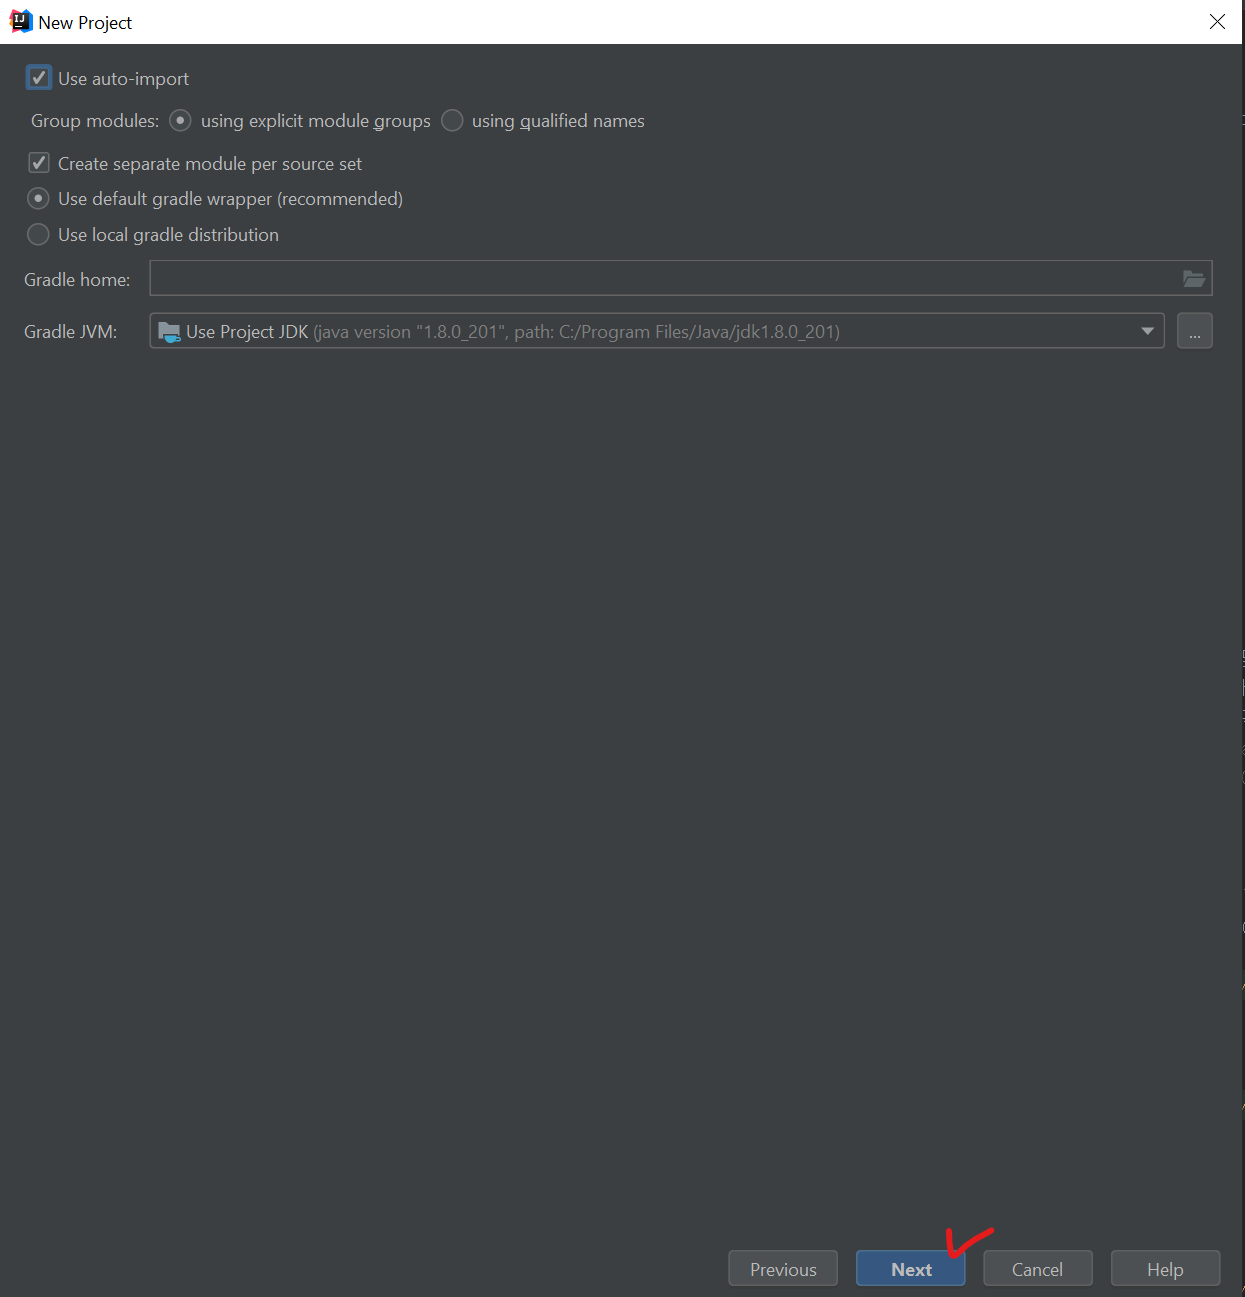 New Project
Use auto-import
Group modules: using explicit module groups using qualified names
Create separate module per source set
Use default gradle wrapper (recommended)
Use local gradle distribution
Gradle home:
Gradle JVM: Use Project JDK (java version "1.8.0_201", path: C:/Program Files/Java/jdk1.8.0_201) ...
Previous Next Cancel Help